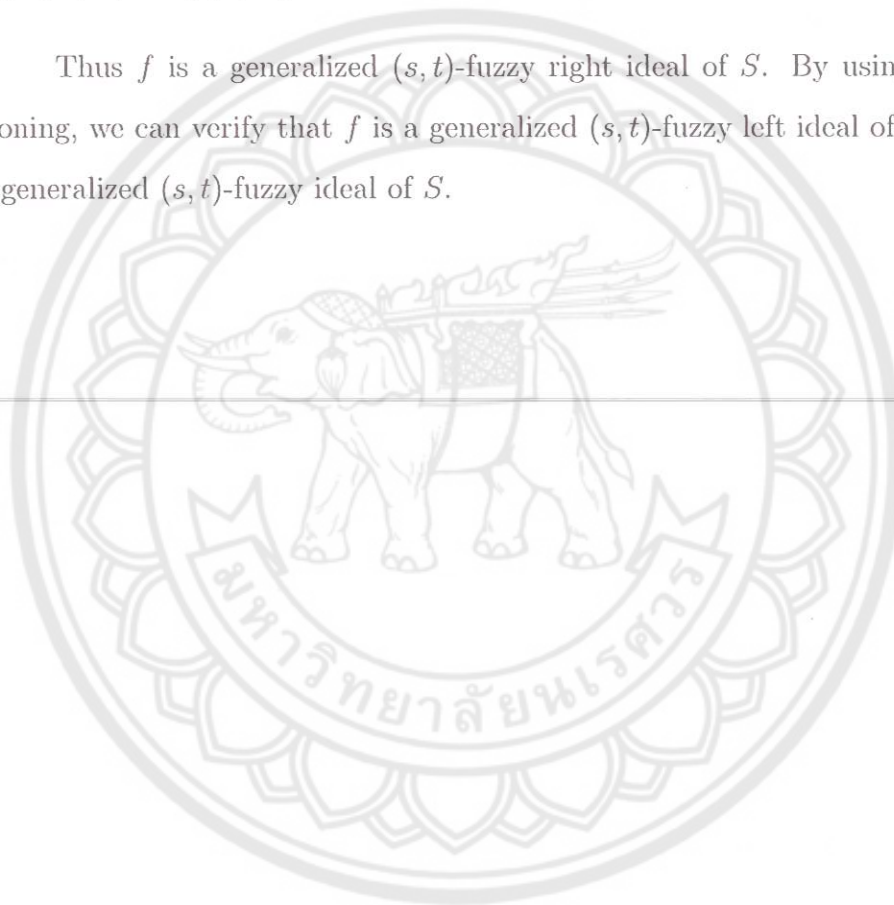 Thus f is a generalized (s, t)-fuzzy right ideal of S. By usin
oning, we can verify that f is a generalized (s, t)-fuzzy left ideal of
generalized (s, t)-fuzzy ideal of S.
มหาวิทยาลัยนเรศวร